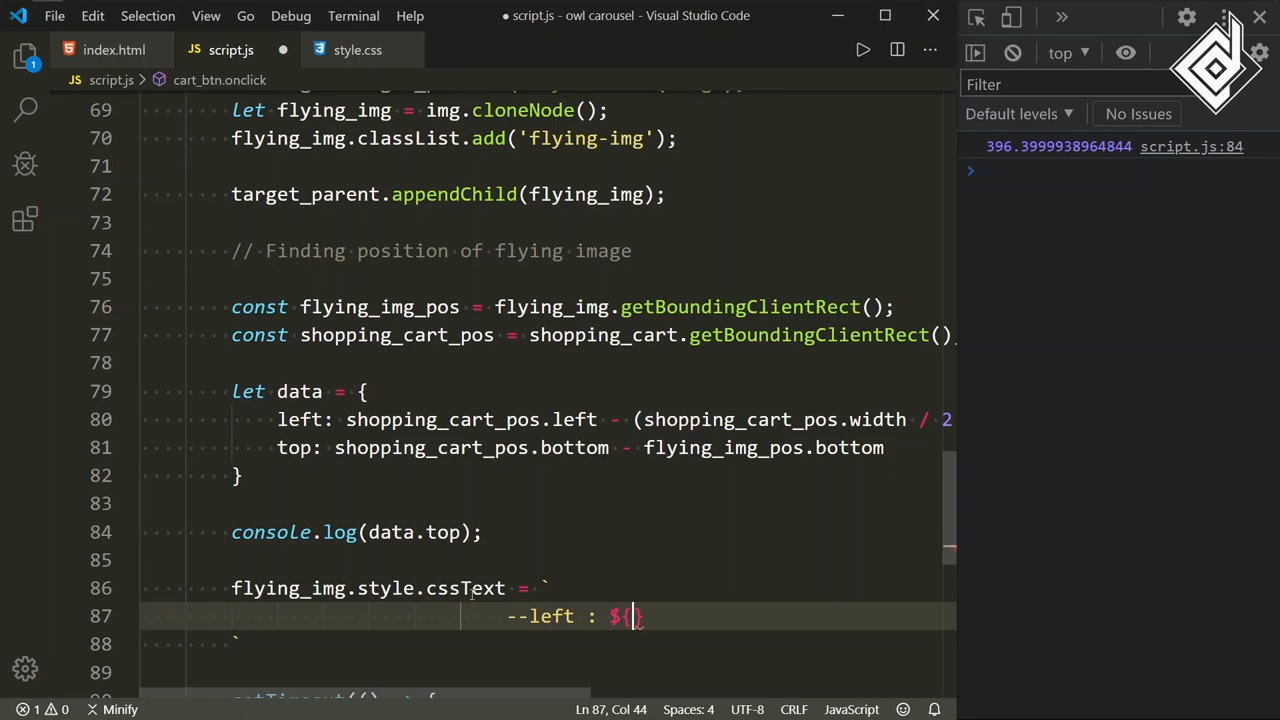 File Edit Selection View Go Debug Terminal Help ● script.js - owl carousel - Visual Studio Code
index.html JS script.js ● style.css
JS script.js > cart_btn.onclick
69 let flying_img = img.cloneNode();
70 flying_img.classList.add('flying-img');
71
72 target_parent.appendChild(flying_img);
73
74 // Finding position of flying image
75
76 const flying_img_pos = flying_img.getBoundingClientRect();
77 const shopping_cart_pos = shopping_cart.getBoundingClientRect()
78
79 let data = {
80 left: shopping_cart_pos.left - (shopping_cart_pos.width / 2
81 top: shopping_cart_pos.bottom - flying_img_pos.bottom
82 }
83
84 console.log(data.top);
85
86 flying_img.style.cssText = `
87 --left : ${}
88 `
89
1
1 0 Minify Ln 87, Col 44 Spaces: 4 UTF-8 CRLF JavaScript
top
Filter
Default levels No Issues
396.3999938964844 script.js:84